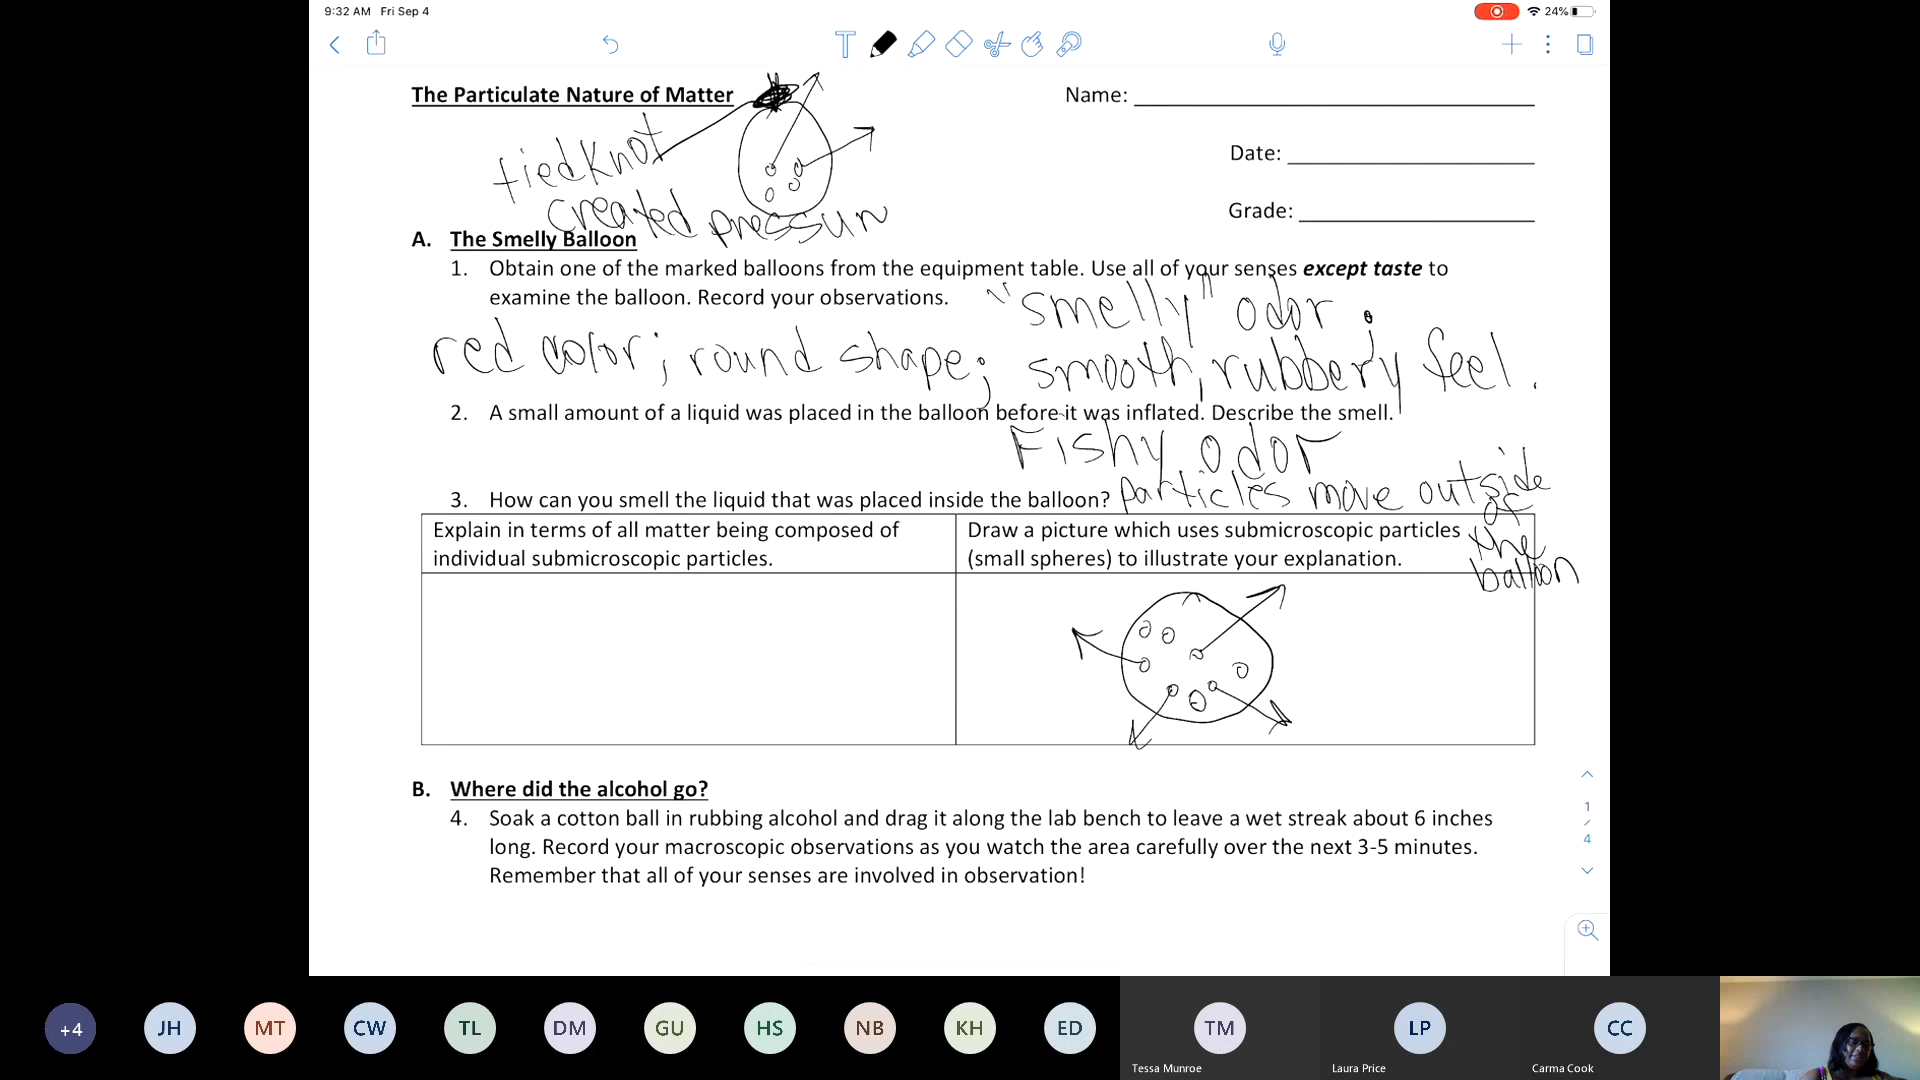 9:32 AM Fri Sep 4
24%
The Particulate Nature of Matter
Name:
tied knot
Date:
created pressur
Grade:
A. The Smelly Balloon
1. Obtain one of the marked balloons from the equipment table. Use all of your senses except taste to
examine the balloon. Record your observations.
"smelly" odor
red color; round shape; smooth, rubbery feel.
2. A small amount of a liquid was placed in the balloon before it was inflated. Describe the smell.
Fishy odor
3. How can you smell the liquid that was placed inside the balloon? particles move outside
of
the
balloon
Explain in terms of all matter being composed of
individual submicroscopic particles.
Draw a picture which uses submicroscopic particles
(small spheres) to illustrate your explanation.
B. Where did the alcohol go?
4. Soak a cotton ball in rubbing alcohol and drag it along the lab bench to leave a wet streak about 6 inches
long. Record your macroscopic observations as you watch the area carefully over the next 3-5 minutes.
Remember that all of your senses are involved in observation!
1
/
4
+4 JH MT CW TL DM GU HS NB KH ED TM LP CC
Tessa Munroe Laura Price Carma Cook